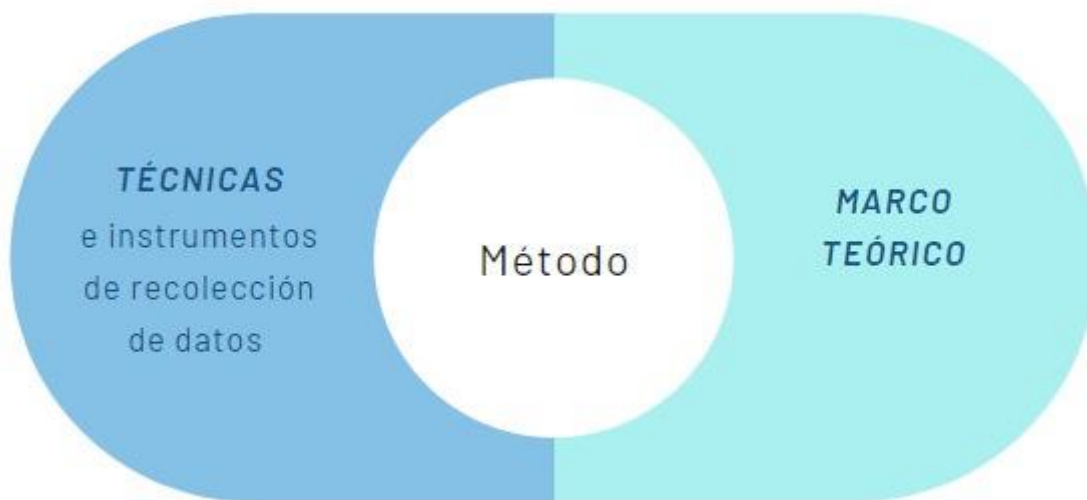 TÉCNICAS
e instrumentos
de recolección
de datos
Método
MARCO
TEÓRICO